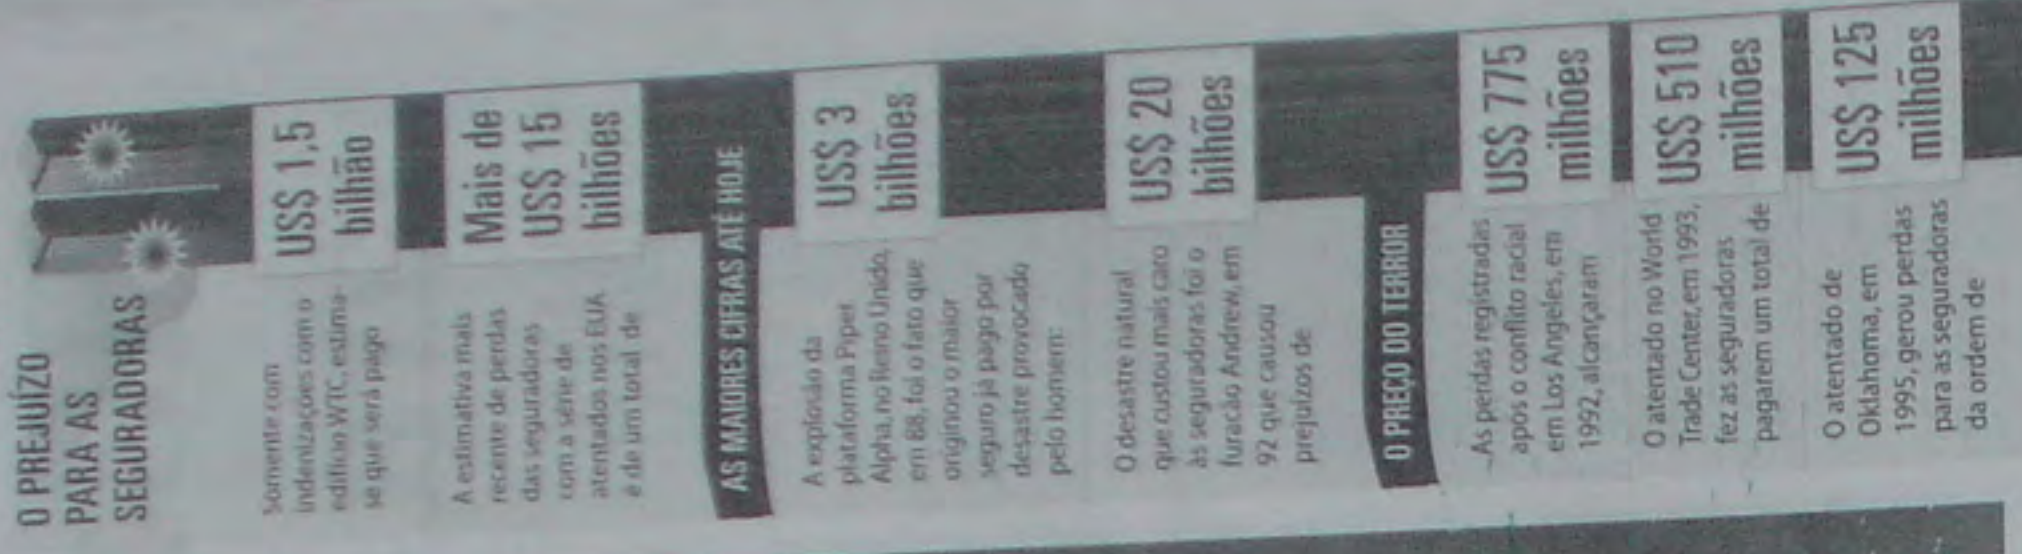 O PREJUÍZO
PARA AS
SEGURADORAS
Somente com
indenizações com o
edifício WTC, estima-
se que será pago
US$ 1,5
bilhão
A estimativa mais
recente de perdas
das seguradoras
com a série de
atentados nos EUA
é de um total de
Mais de
US$ 15
bilhões
AS MAIORES CIFRAS ATÉ HOJE
A explosão da
plataforma Piper
Alpha, no Reino Unido,
em 88, foi o fato que
originou o maior
seguro já pago por
desastre provocado
pelo homem:
US$ 3
bilhões
O desastre natural
que custou mais caro
às seguradoras foi o
furacão Andrew, em
92 que causou
prejuízos de
US$ 20
bilhões
O PREÇO DO TERROR
As perdas registradas
após o conflito racial
em Los Angeles, em
1992, alcançaram
US$ 775
milhões
O atentado no World
Trade Center, em 1993,
fez as seguradoras
pagarem um total de
US$ 510
milhões
O atentado de
Oklahoma, em
1995, gerou perdas
para as seguradoras
da ordem de
US$ 125
milhões